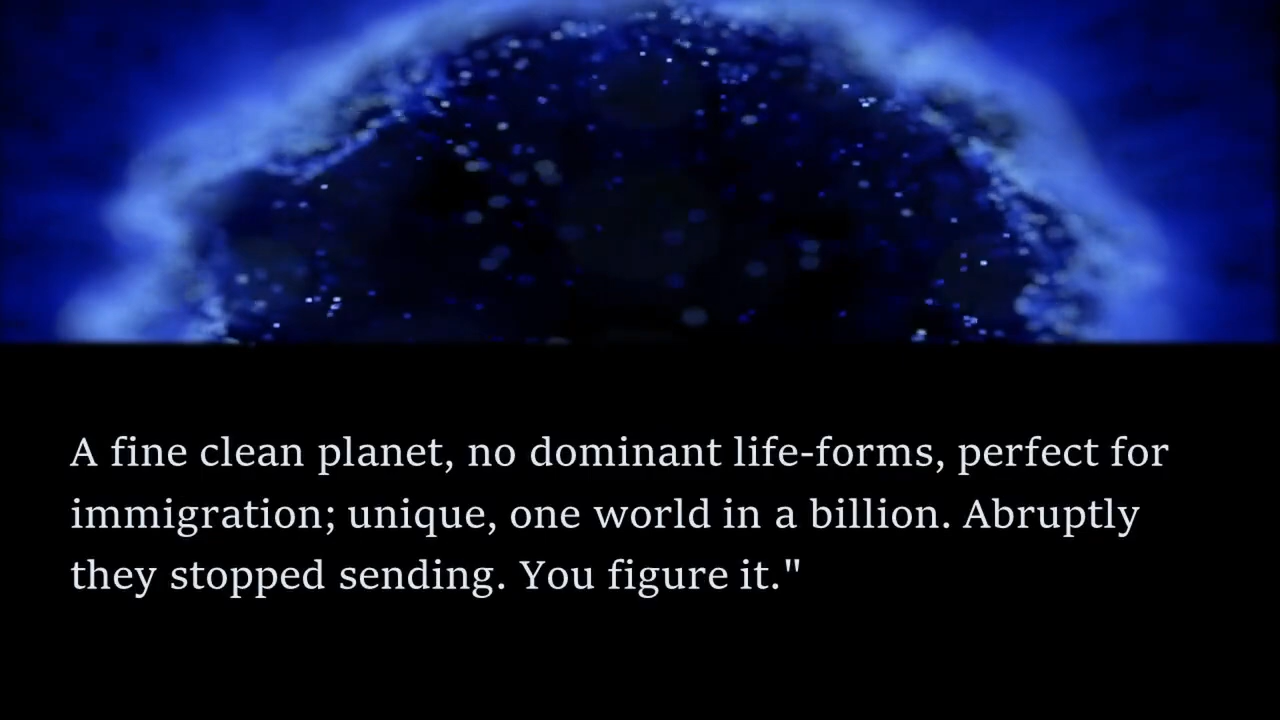 A fine clean planet, no dominant life-forms, perfect for
immigration; unique, one world in a billion. Abruptly
they stopped sending. You figure it."